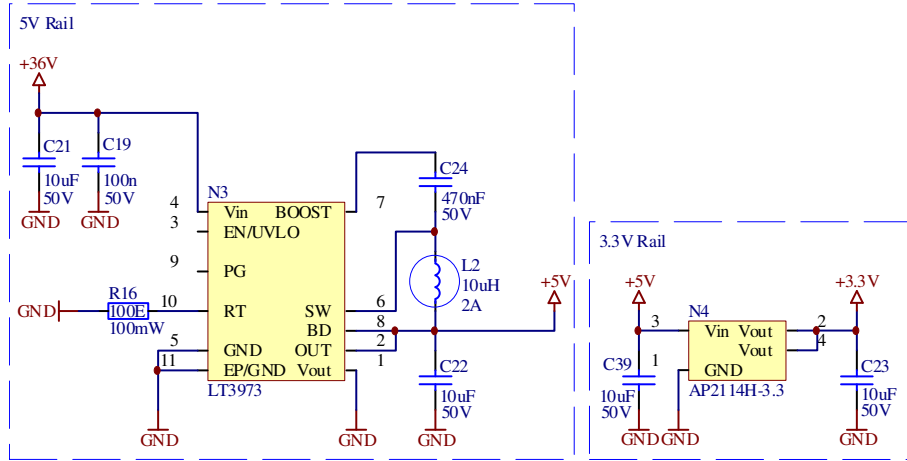 5V Rail
+36V
C21
10uF
50V
GND
C19
100n
50V
GND
N3
4
Vin
3
EN/UVLO
9
PG
R16
GND
100E
100mW
10
RT
5
GND
11
EP/GND
BOOST
7
SW
6
BD
8
OUT
2
Vout
1
LT3973
GND
GND
C24
470nF
50V
L2
10uH
2A
+5V
C22
10uF
50V
GND
3.3V Rail
+5V
C39
10uF
50V
GND
3
1
N4
Vin
Vout
2
Vout
4
GND
AP2114H-3.3
GND
+3.3V
C23
10uF
50V
GND